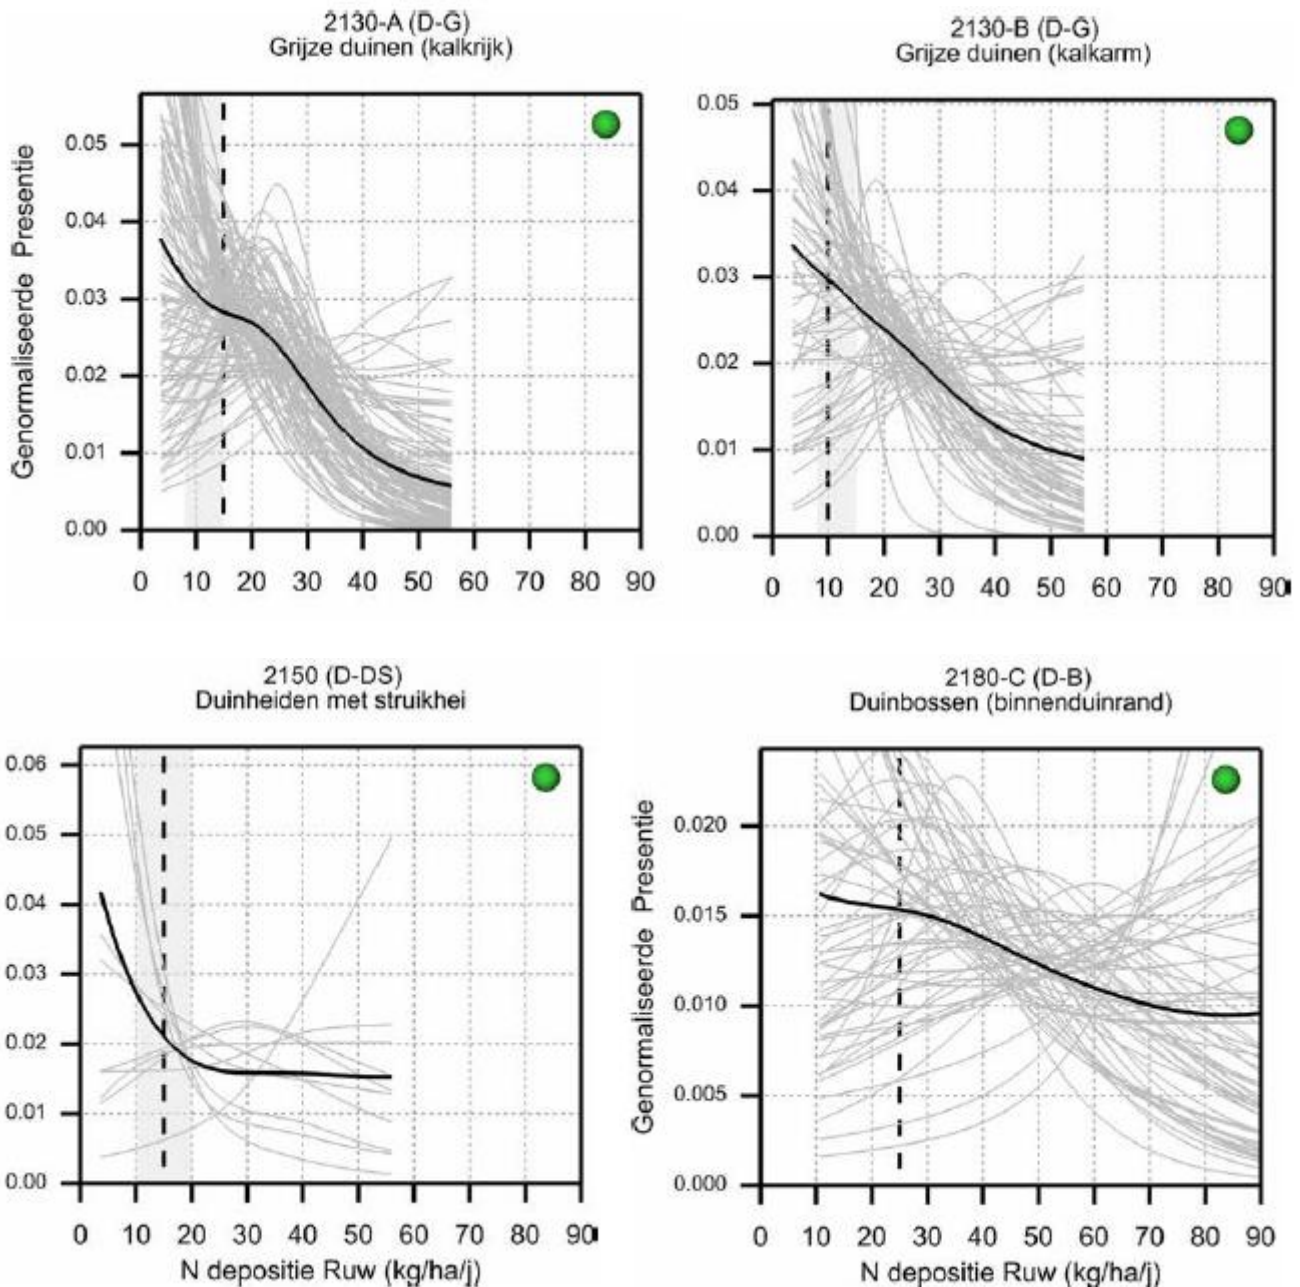 2130-A (D-G)
Grijze duinen (kalkrijk)
Genormaliseerde Presentie
0.05
0.04
0.03
0.02
0.01
0.00
0 10 20 30 40 50 60 70 80 90
2130-B (D-G)
Grijze duinen (kalkarm)
0.05
0.04
0.03
0.02
0.01
0.00
0 10 20 30 40 50 60 70 80 90
2150 (D-DS)
Duinheiden met struikhei
0.06
0.05
0.04
0.03
0.02
0.01
0.00
0 10 20 30 40 50 60 70 80 90
N depositie Ruw (kg/ha/j)
2180-C (D-B)
Duinbossen (binnenduinrand)
Genormaliseerde Presentie
0.020
0.015
0.010
0.005
0.000
0 10 20 30 40 50 60 70 80 90
N depositie Ruw (kg/ha/j)